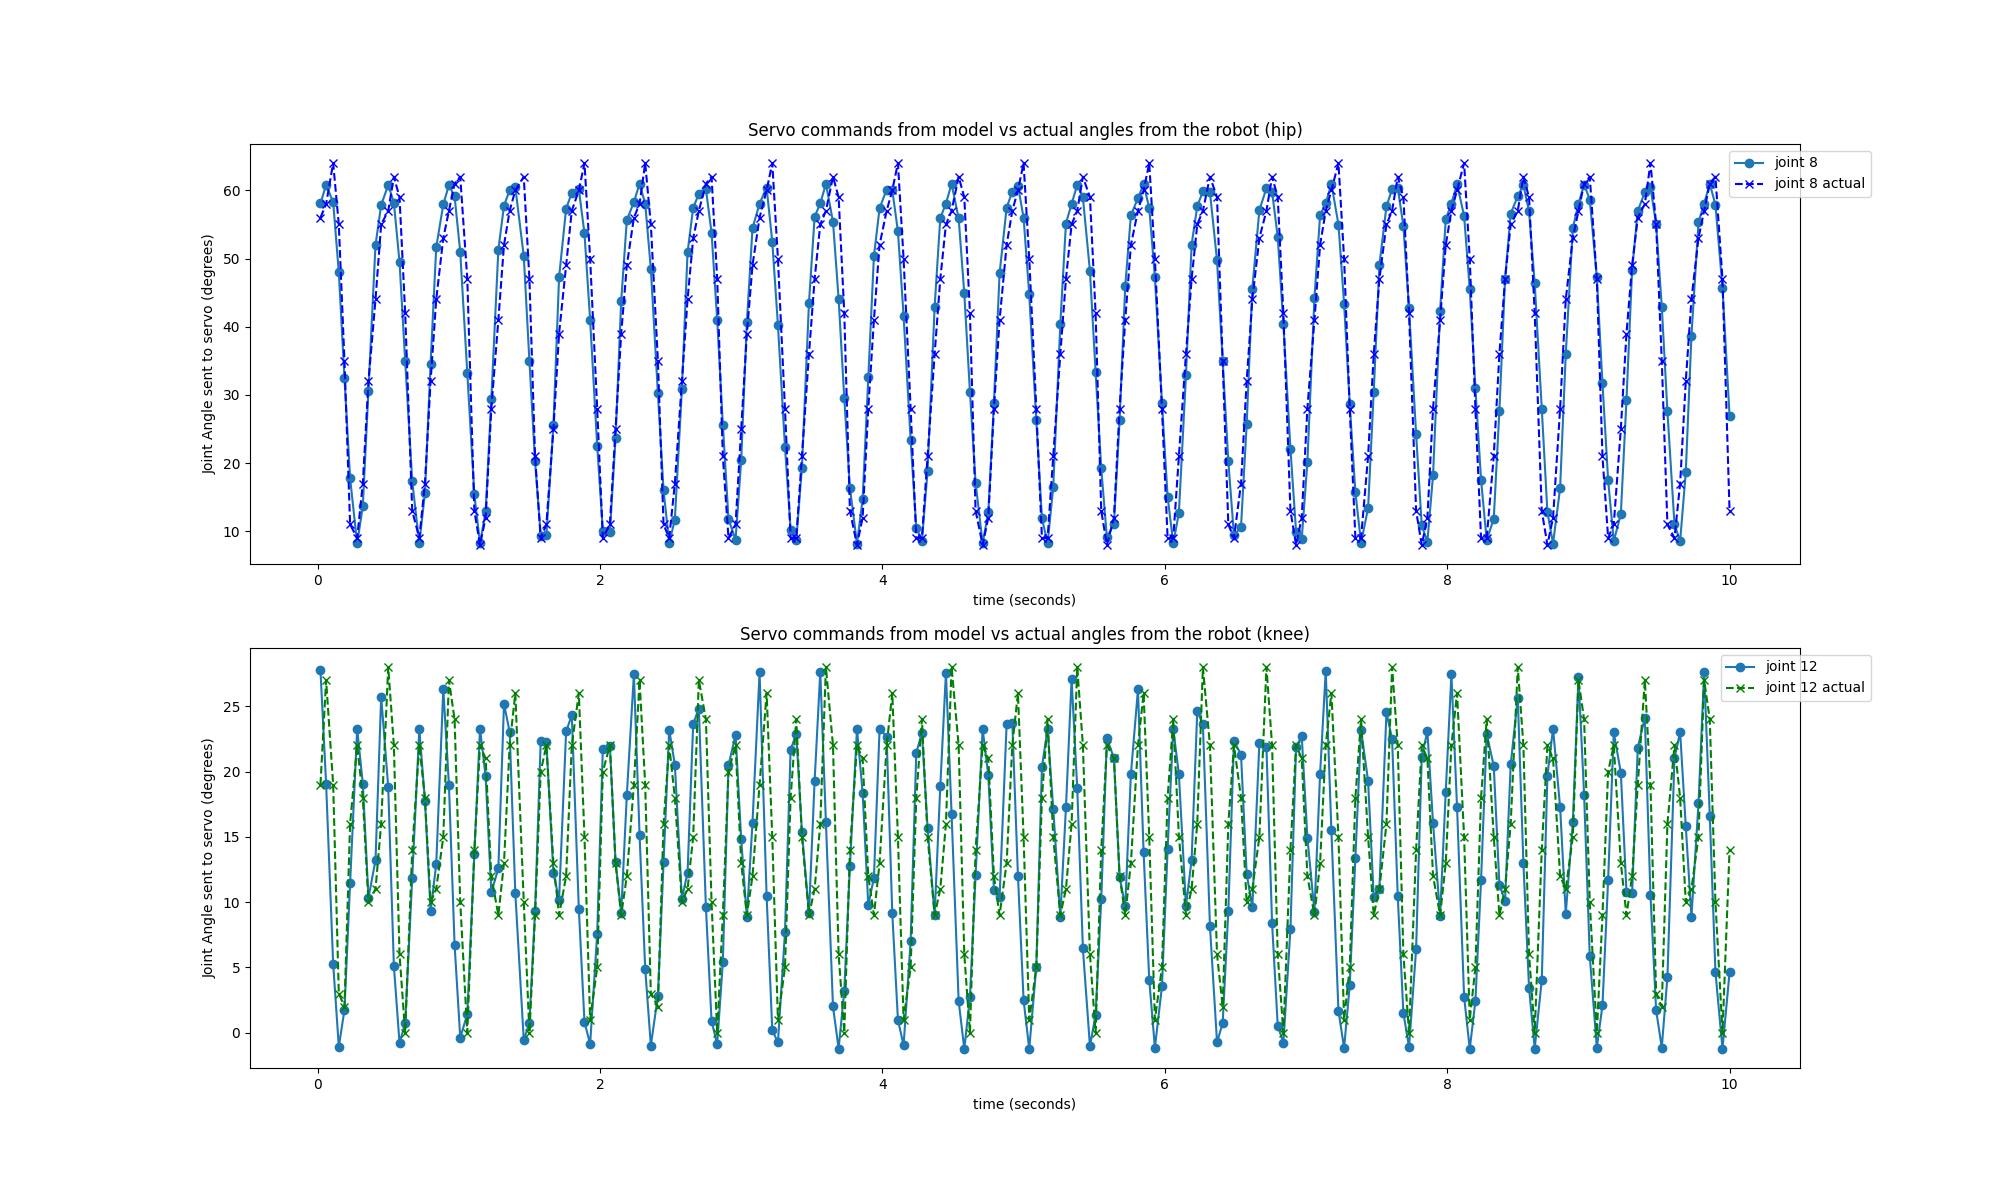 Servo commands from model vs actual angles from the robot (hip)
joint 8
joint 8 actual
Joint Angle sent to servo (degrees)
60
50
40
30
20
10
0 2 4 6 8 10
time (seconds)
Servo commands from model vs actual angles from the robot (knee)
joint 12
joint 12 actual
Joint Angle sent to servo (degrees)
25
20
15
10
5
0
0 2 4 6 8 10
time (seconds)